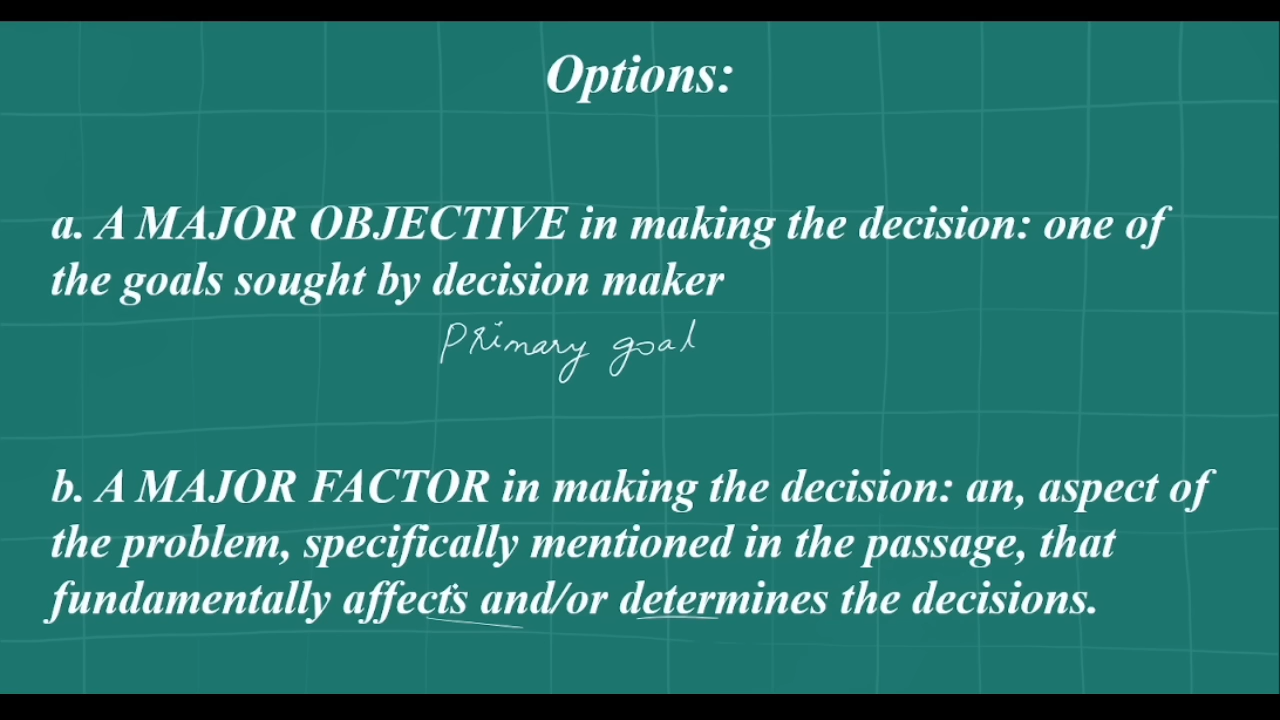 Options:
a. A MAJOR OBJECTIVE in making the decision: one of
the goals sought by decision maker
Primary goal
b. A MAJOR FACTOR in making the decision: an, aspect of
the problem, specifically mentioned in the passage, that
fundamentally affects and/or determines the decisions.